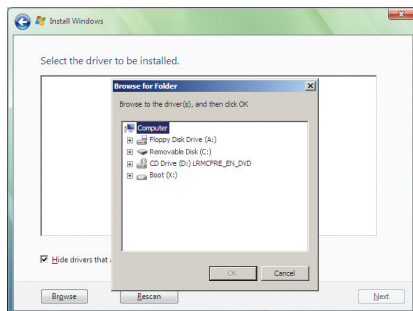 Install Windows
Select the driver to be installed.
Browse for Folder
Browse to the driver(s), and then click OK
Computer
Floppy Disk Drive (A:)
Removable Disk (C:)
CD Drive (D:) LRMCFRE_EN_DVD
Boot (X:)
Hide drivers that
OK
Cancel
Browse
Rescan
Next